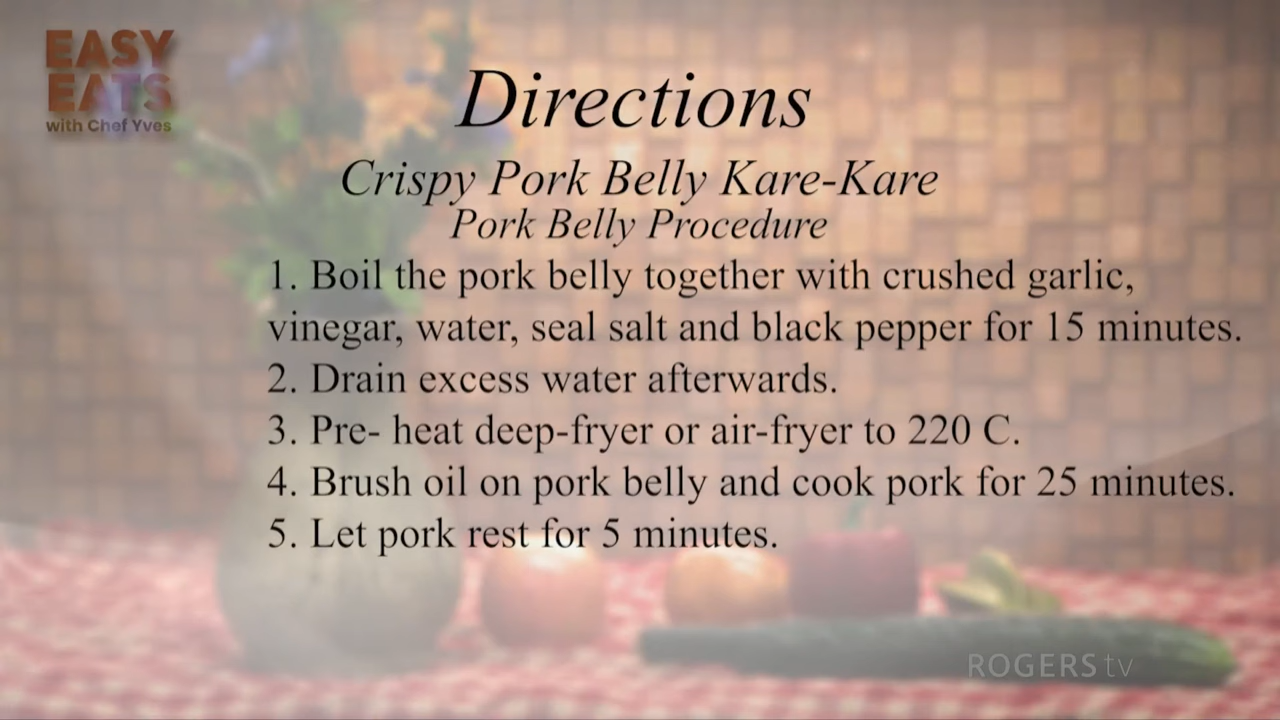 EASY
EATS
with Chef Yves
Directions
Crispy Pork Belly Kare-Kare
Pork Belly Procedure
1. Boil the pork belly together with crushed garlic,
vinegar, water, seal salt and black pepper for 15 minutes.
2. Drain excess water afterwards.
3. Pre- heat deep-fryer or air-fryer to 220 C.
4. Brush oil on pork belly and cook pork for 25 minutes.
5. Let pork rest for 5 minutes.
ROGERS tv